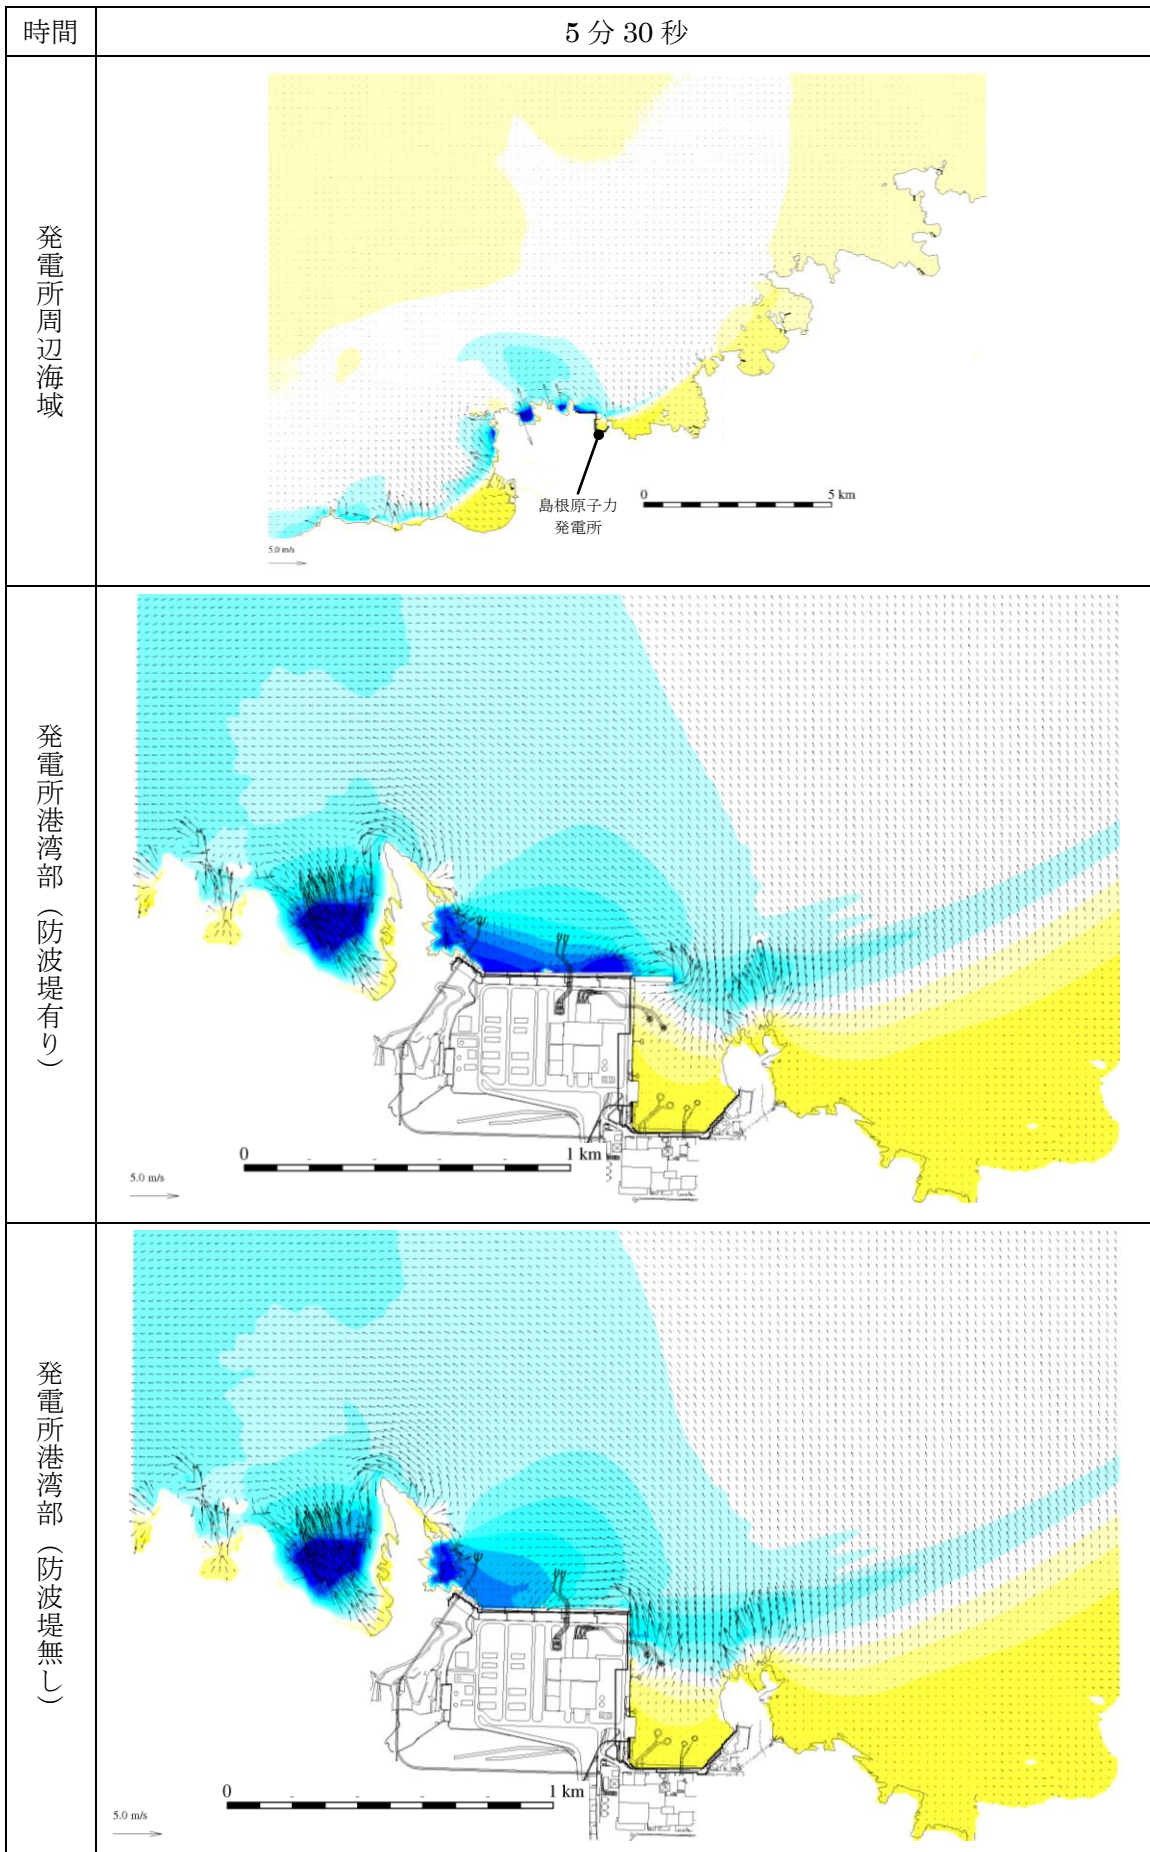 時間
5分30秒
発電所周辺海域
島根原子力
発電所
0 5 km
5.0 m/s
発電所港湾部（防波堤有り）
0 1 km
5.0 m/s
発電所港湾部（防波堤無し）
0 1 km
5.0 m/s